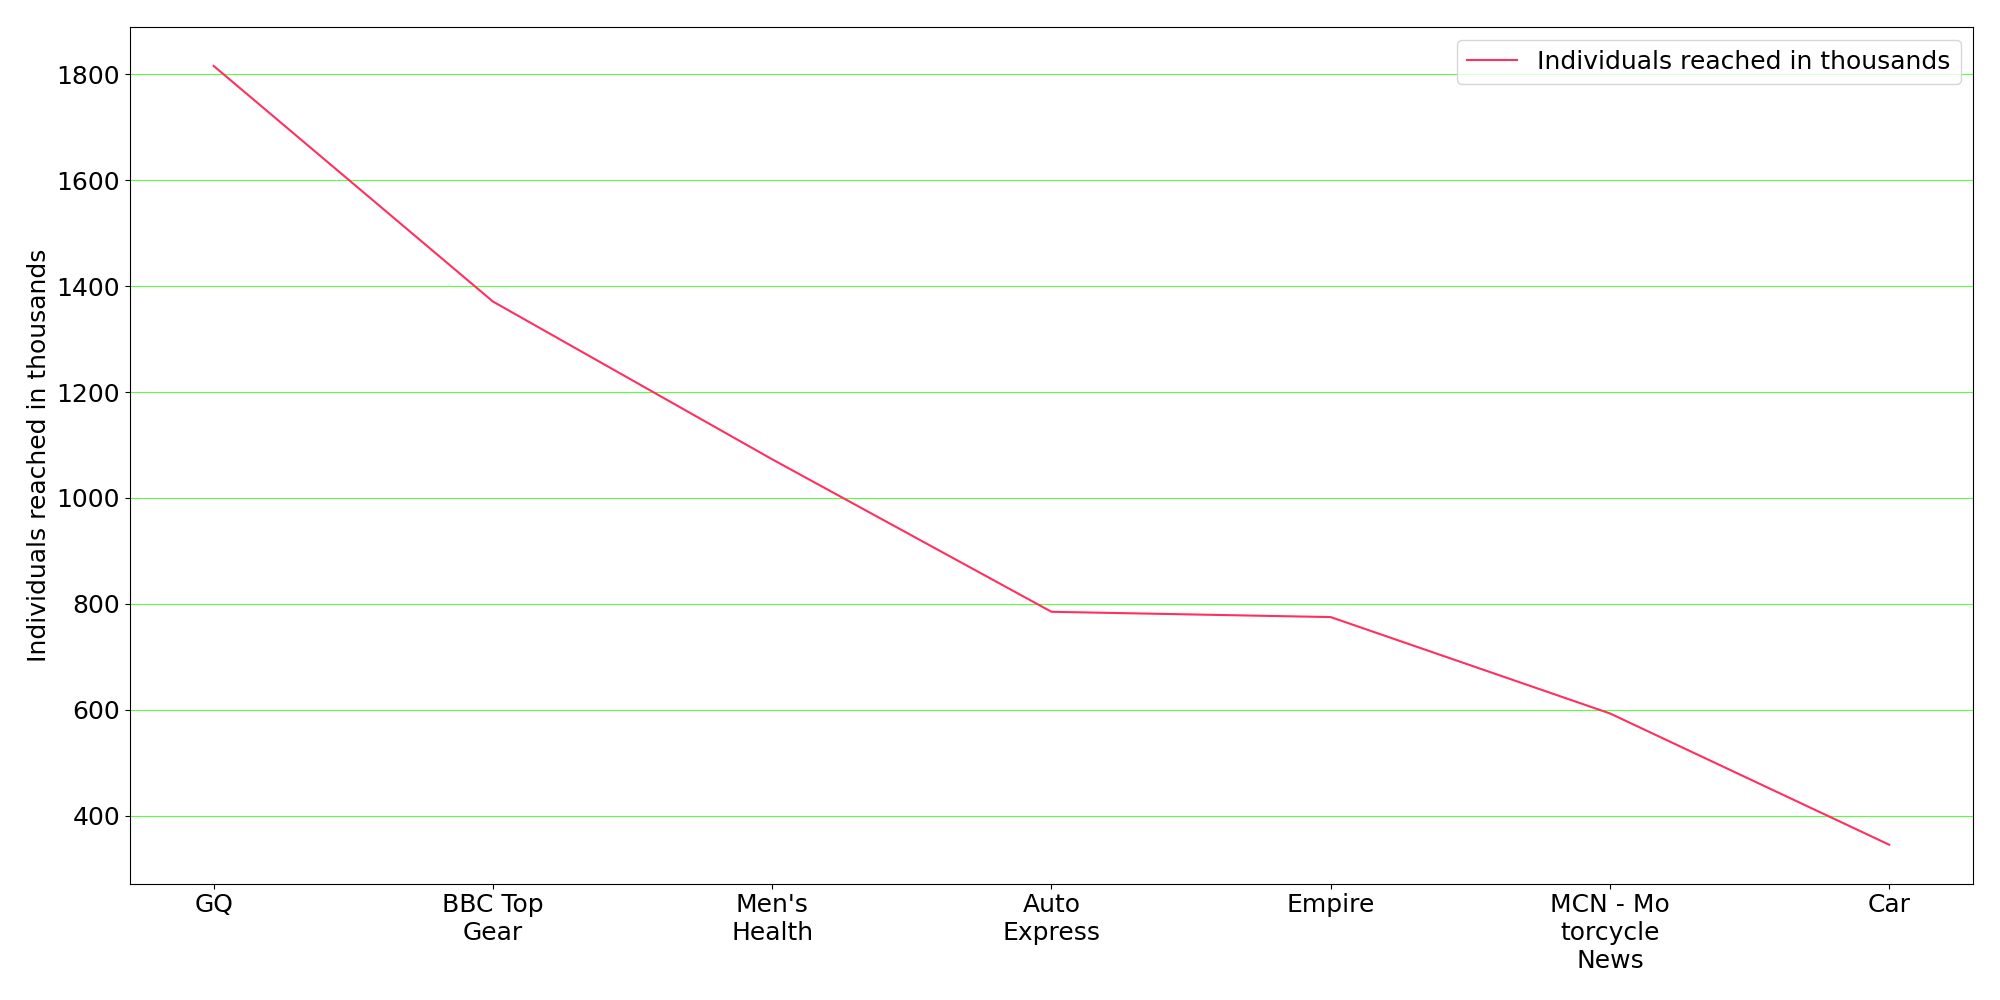 Individuals reached in thousands
Individuals reached in thousands
1800
1600
1400
1200
1000
800
600
400
GQ
BBC Top
Gear
Men's
Health
Auto
Express
Empire
MCN - Mo
torcycle
News
Car